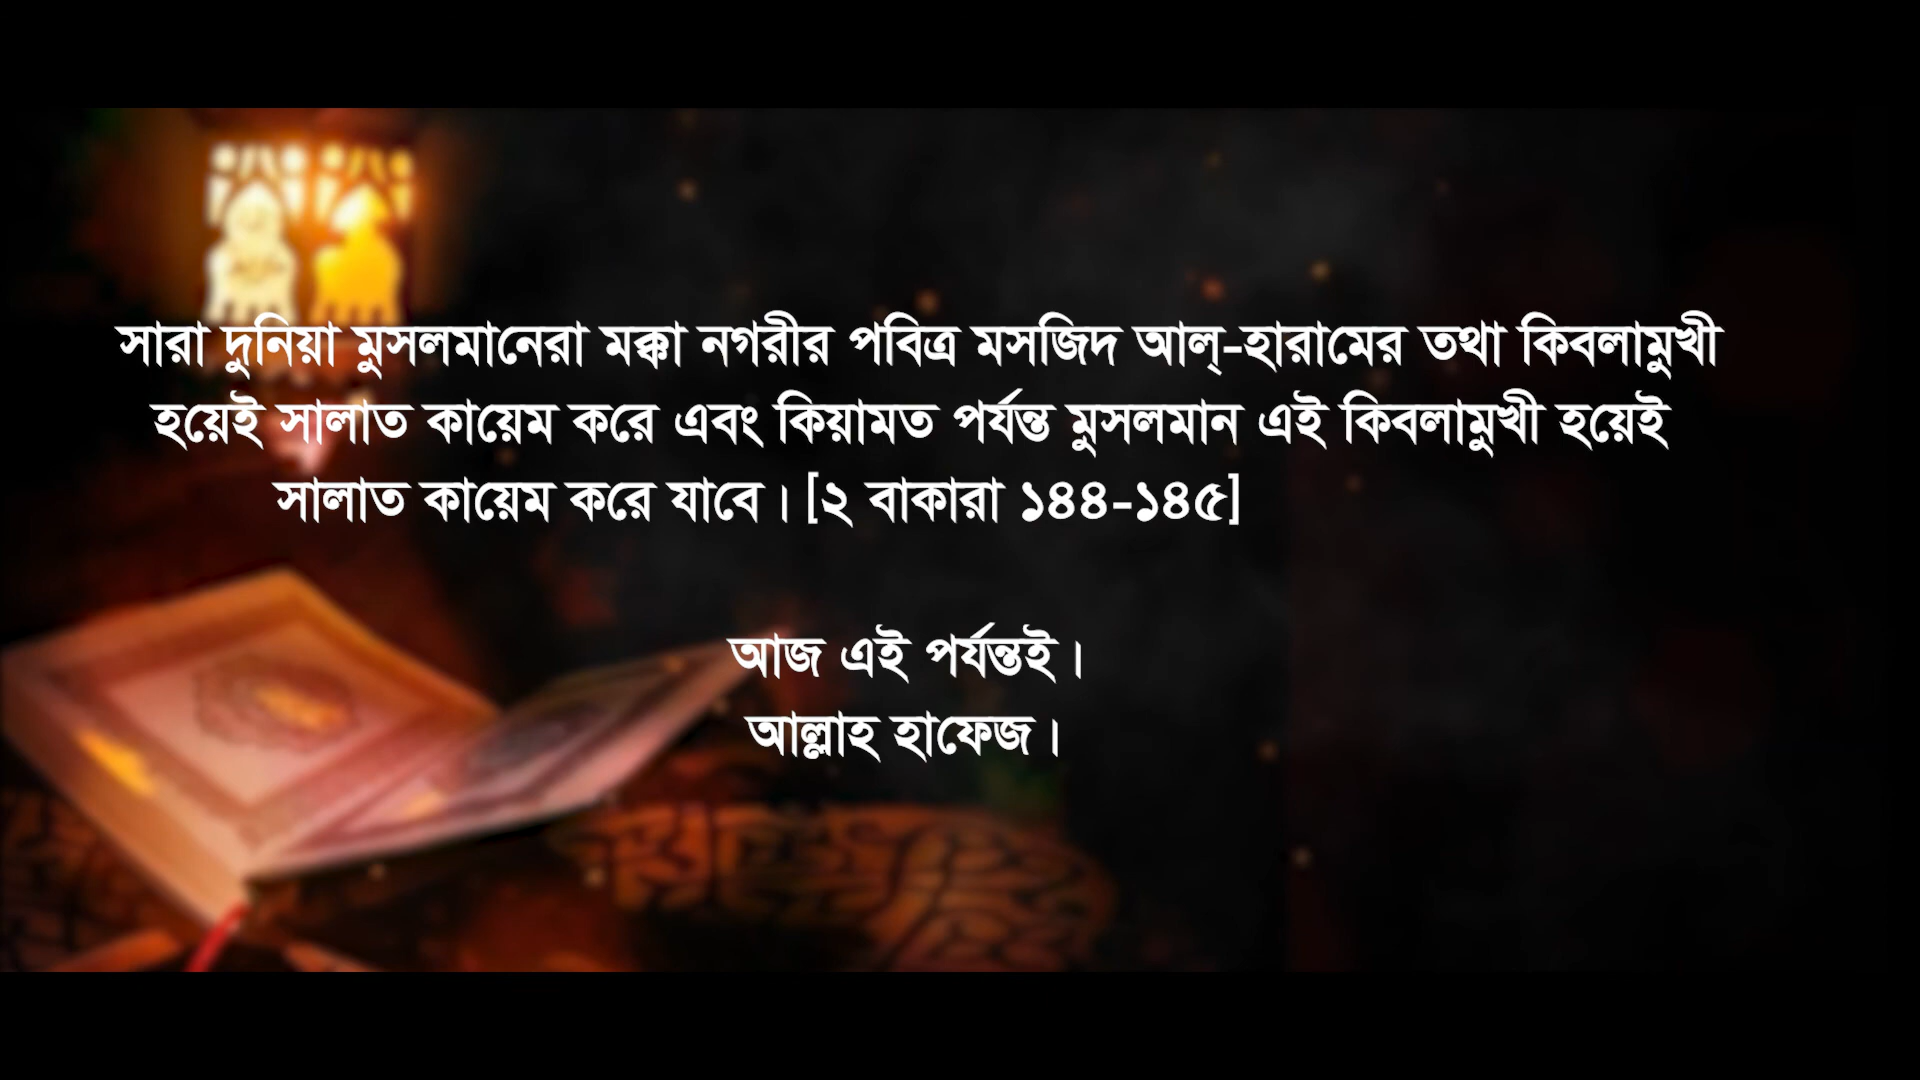 সারা দুনিয়া মুসলমানেরা মক্কা নগরীর পবিত্র মসজিদ আল্-হারামের তথা কিবলামুখী
হয়েই সালাত কায়েম করে এবং কিয়ামত পর্যন্ত মুসলমান এই কিবলামুখী হয়েই
সালাত কায়েম করে যাবে। [২ বাকারা ১৪৪-১৪৫]
আজ এই পর্যন্তই।
আল্লাহ হাফেজ।